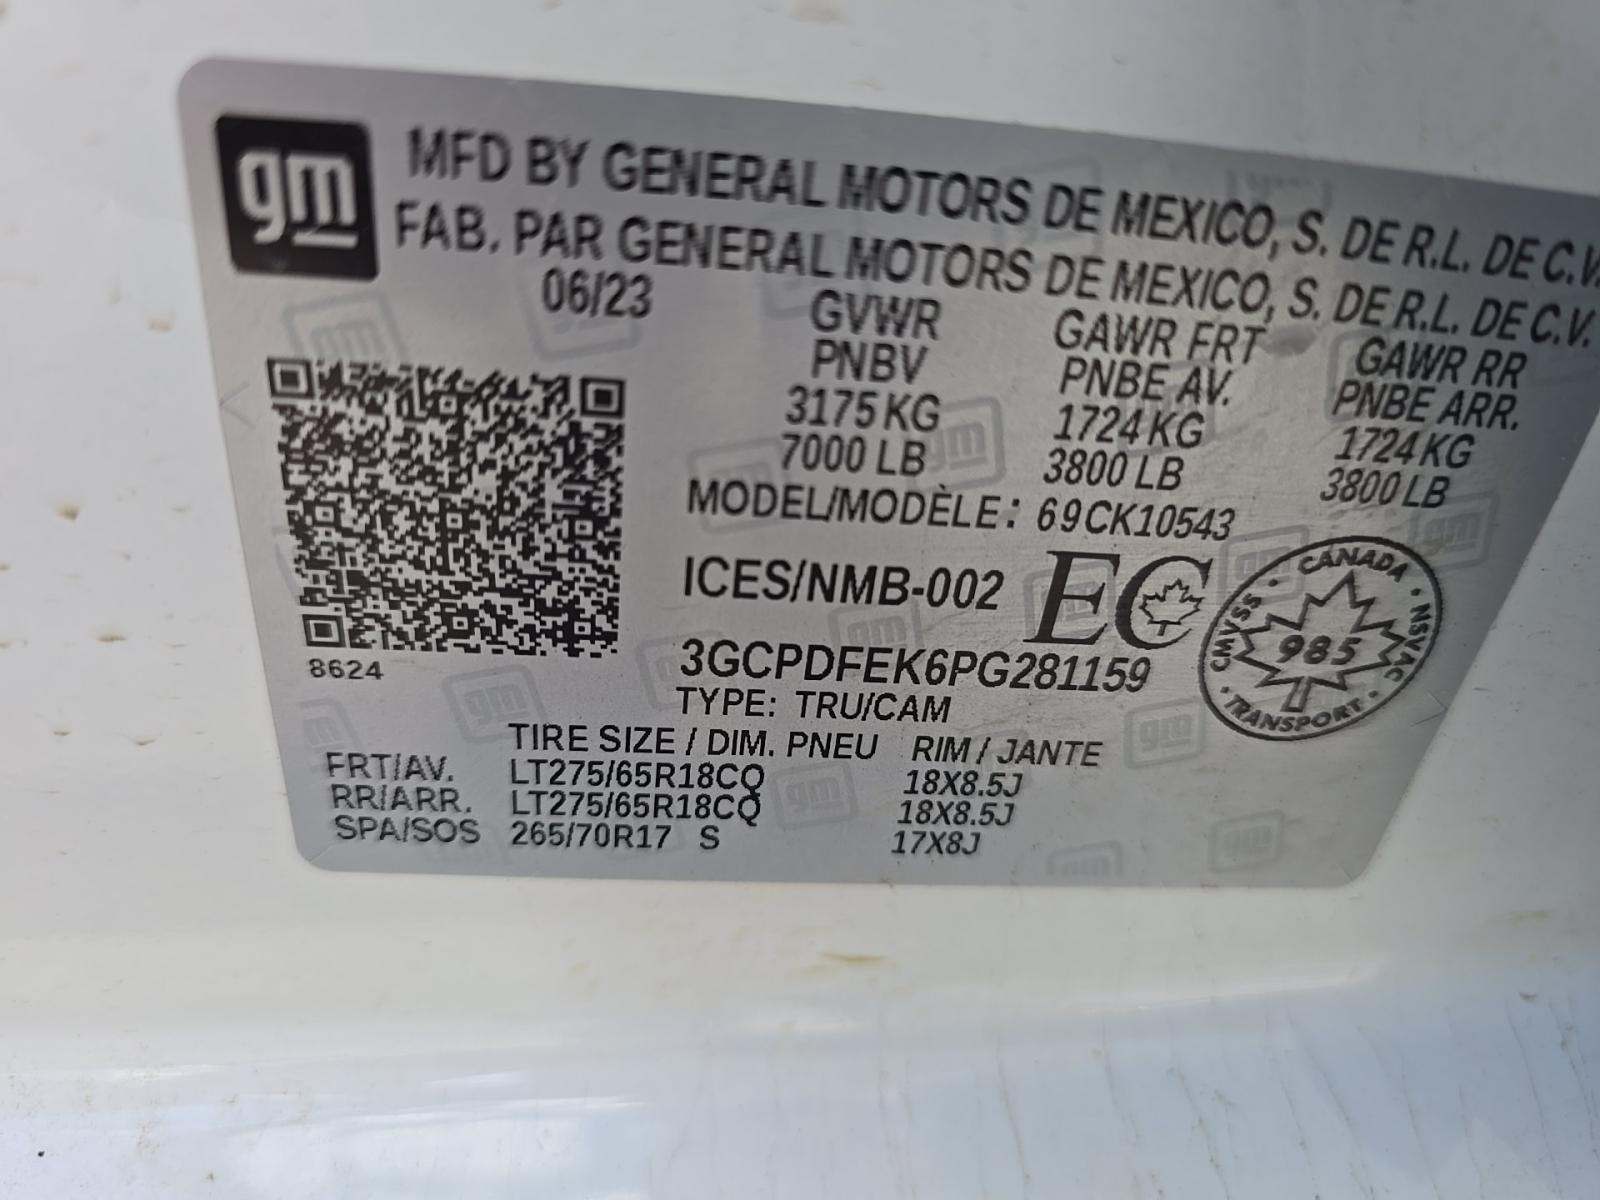 gm
MFD BY GENERAL MOTORS DE MEXICO, S. DE R.L. DE C.V.
FAB. PAR GENERAL MOTORS DE MEXICO, S. DE R.L. DE C.V.
06/23
GVWR GAWR FRT GAWR RR
PNBV PNBE AV. PNBE ARR.
3175 KG 1724 KG 1724 KG
7000 LB 3800 LB 3800 LB
MODEL/MODÈLE: 69CK10543
ICES/NMB-002 EC
CANADA
CMVSS 985 NSVAC
TRANSPORT
3GCPDFEK6PG281159
8624
TYPE: TRU/CAM
TIRE SIZE / DIM. PNEU RIM / JANTE
FRT/AV. LT275/65R18CQ 18X8.5J
RR/ARR. LT275/65R18CQ 18X8.5J
SPA/SOS 265/70R17 S 17X8J